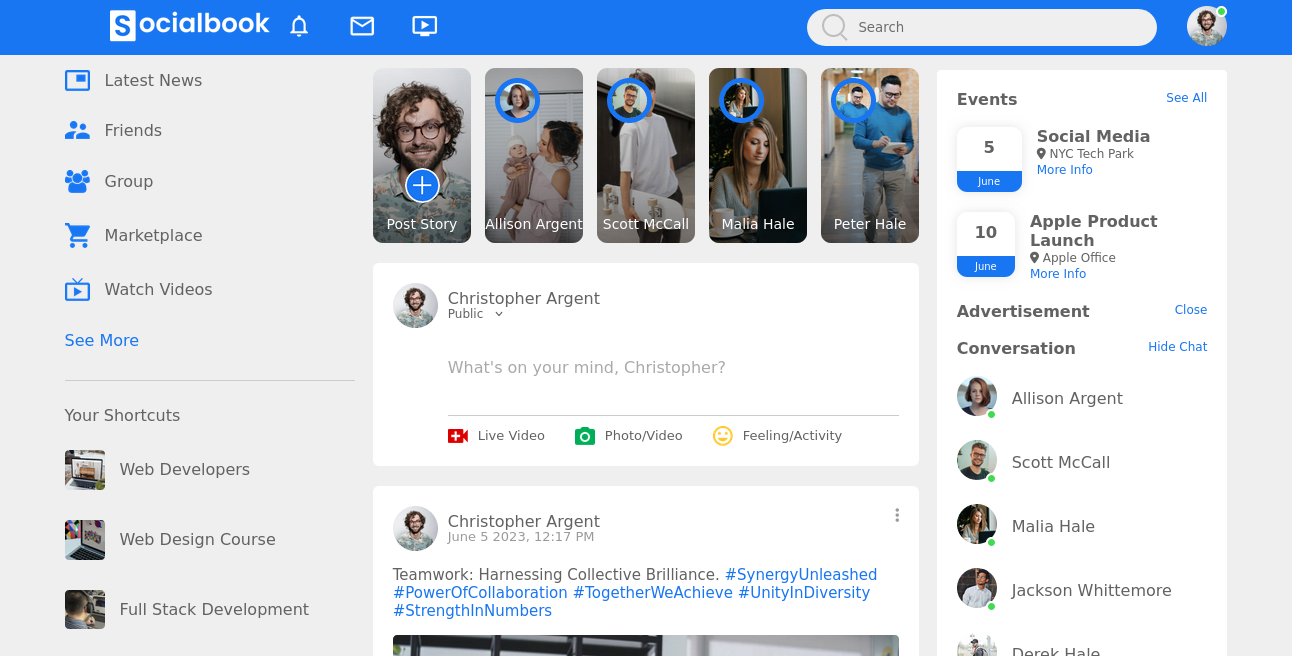 Socialbook
Search
Latest News
Friends
Group
Marketplace
Watch Videos
See More
Your Shortcuts
Web Developers
Web Design Course
Full Stack Development
Post Story
Allison Argent
Scott McCall
Malia Hale
Peter Hale
Christopher Argent
Public
What's on your mind, Christopher?
Live Video
Photo/Video
Feeling/Activity
Christopher Argent
June 5 2023, 12:17 PM
Teamwork: Harnessing Collective Brilliance. #SynergyUnleashed
#PowerOfCollaboration #TogetherWeAchieve #UnityInDiversity
#StrengthInNumbers
Events
See All
5
June
Social Media
NYC Tech Park
More Info
10
June
Apple Product
Launch
Apple Office
More Info
Advertisement
Close
Conversation
Hide Chat
Allison Argent
Scott McCall
Malia Hale
Jackson Whittemore
Derek Hale